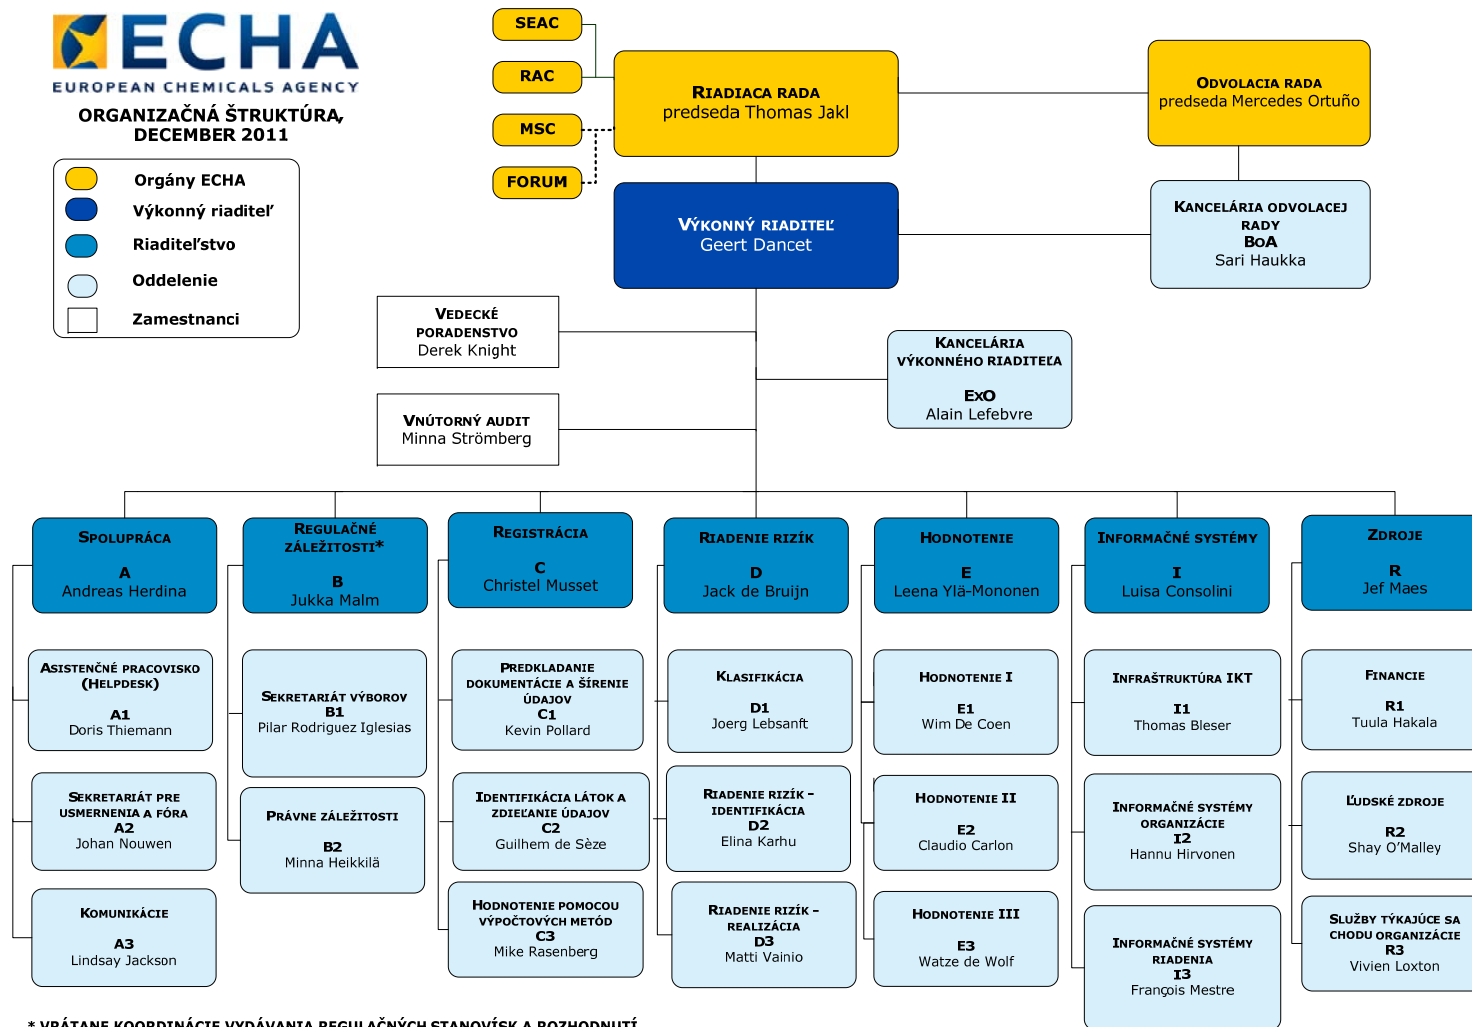 ECHA
EUROPEAN CHEMICALS AGENCY
ORGANIZAČNÁ ŠTRUKTÚRA,
DECEMBER 2011
Orgány ECHA
Výkonný riaditeľ
Riaditeľstvo
Oddelenie
Zamestnanci
SEAC
RAC
MSC
FORUM
RIADIACA RADA
predseda Thomas Jakl
ODVOLACIA RADA
predseda Mercedes Ortuño
VÝKONNÝ RIADITEĽ
Geert Dancet
KANCELÁRIA ODVOLACEJ
RADY
BOA
Sari Haukka
VEDECKÉ
PORADENSTVO
Derek Knight
KANCELÁRIA
VÝKONNÉHO RIADITEĽA
EXO
Alain Lefebvre
VNÚTORNÝ AUDIT
Minna Strömberg
SPOLUPRÁCA
A
Andreas Herdina
REGULAČNÉ
ZÁLEŽITOSTI*
B
Jukka Malm
REGISTRÁCIA
C
Christel Musset
RIADENIE RIZÍK
D
Jack de Bruijn
HODNOTENIE
E
Leena Ylä-Mononen
INFORMAČNÉ SYSTÉMY
I
Luisa Consolini
ZDROJE
R
Jef Maes
ASISTENČNÉ PRACOVISKO
(HELPDESK)
A1
Doris Thiemann
SEKRETARIÁT VÝBOROV
B1
Pilar Rodriguez Iglesias
PREDKLADANIE
DOKUMENTÁCIE A ŠÍRENIE
ÚDAJOV
C1
Kevin Pollard
KLASIFIKÁCIA
D1
Joerg Lebsanft
HODNOTENIE I
E1
Wim De Coen
INFRAŠTRUKTÚRA IKT
I1
Thomas Bleser
FINANCIE
R1
Tuula Hakala
SEKRETARIÁT PRE
USMERNENIA A FÓRA
A2
Johan Nouwen
PRÁVNE ZÁLEŽITOSTI
B2
Minna Heikkilä
IDENTIFIKÁCIA LÁTOK A
ZDIEĽANIE ÚDAJOV
C2
Guilhem de Sèze
RIADENIE RIZÍK –
IDENTIFIKÁCIA
D2
Elina Karhu
HODNOTENIE II
E2
Claudio Carlon
INFORMAČNÉ SYSTÉMY
ORGANIZÁCIE
I2
Hannu Hirvonen
ĽUDSKÉ ZDROJE
R2
Shay O’Malley
KOMUNIKÁCIE
A3
Lindsay Jackson
HODNOTENIE POMOCOU
VÝPOČTOVÝCH METÓD
C3
Mike Rasenberg
RIADENIE RIZÍK –
REALIZÁCIA
D3
Matti Vainio
HODNOTENIE III
E3
Watze de Wolf
INFORMAČNÉ SYSTÉMY
RIADENIA
I3
François Mestre
SLUŽBY TÝKAJÚCE SA
CHODU ORGANIZÁCIE
R3
Vivien Loxton
* VRÁTANE KOORDINÁCIE VYDÁVANIA REGULAČNÝCH STANOVÍSK A ROZHODNUTÍ